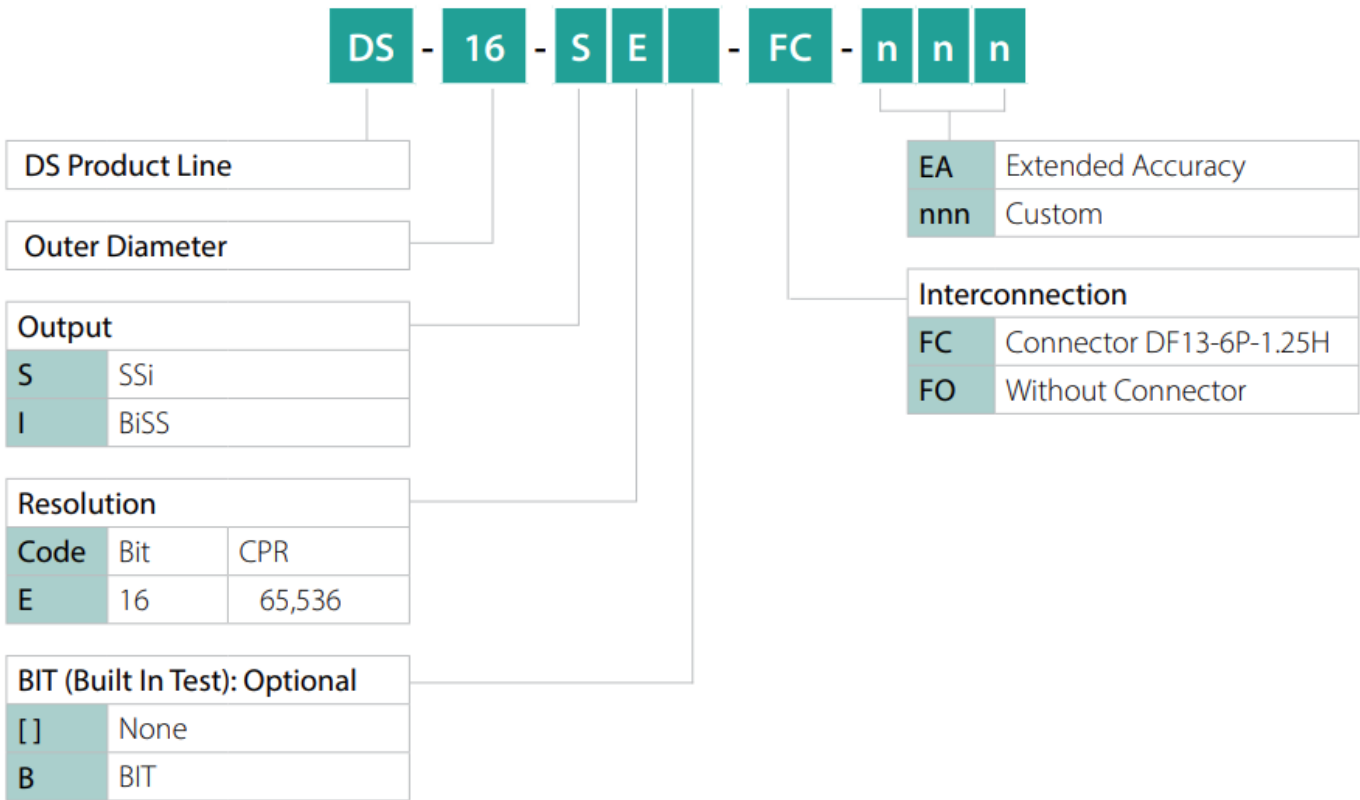 DS - 16 - S E - FC - n n n
DS Product Line
Outer Diameter
Output
S SSi
I BiSS
Resolution
Code Bit CPR
E 16 65,536
BIT (Built In Test): Optional
[ ] None
B BIT
EA Extended Accuracy
nnn Custom
Interconnection
FC Connector DF13-6P-1.25H
FO Without Connector